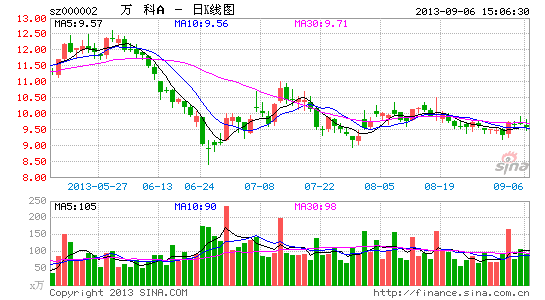 sz000002 万 科A － 日K线图 2013-09-06 15:06:30
MA5:9.57 MA10:9.56 MA30:9.71
13.00
12.50
12.00
11.50
11.00
10.50
10.00
9.50
9.00
8.50
8.00
sina
2013-05-27 06-13 06-24 07-08 07-22 08-05 08-19 09-06
MA5:105 MA10:90 MA30:98
250
200
150
100
50
x万
Copyright 2013 SINA.COM http://finance.sina.com.cn